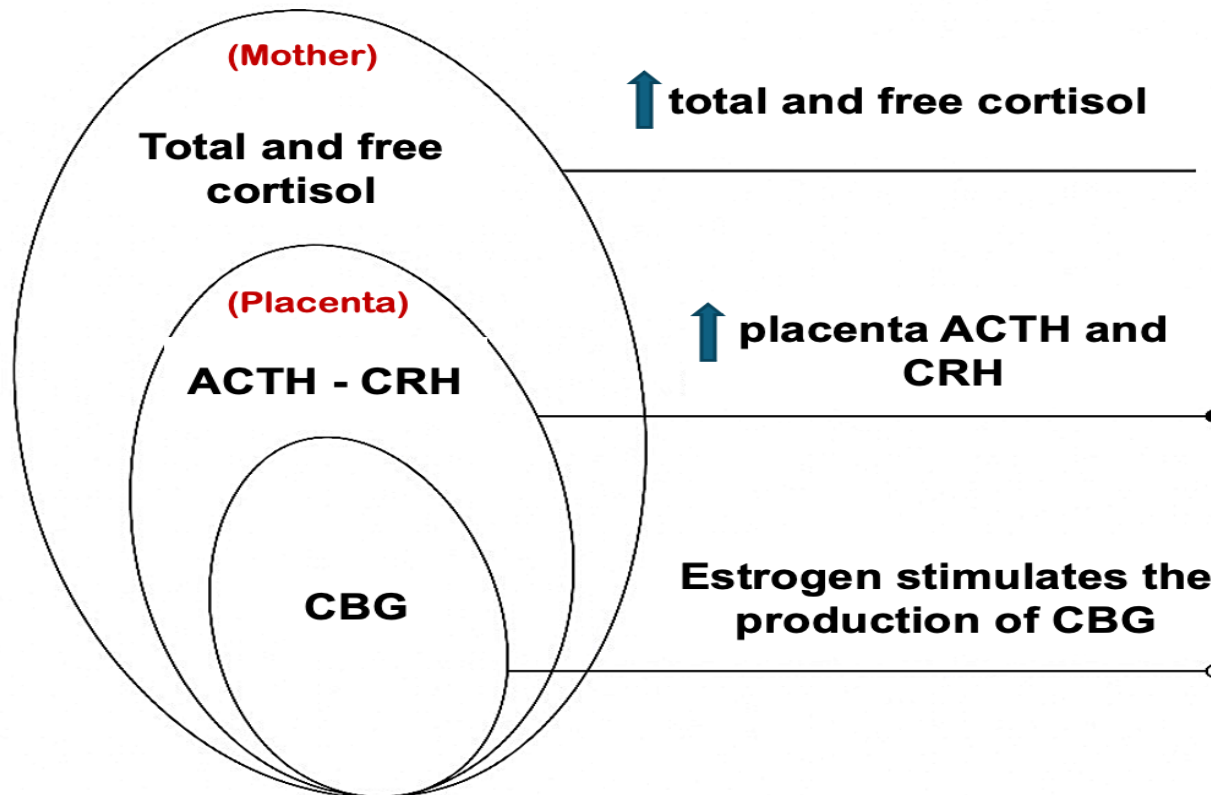 (Mother)
Total and free
cortisol
total and free cortisol
(Placenta)
ACTH - CRH
placenta ACTH and
CRH
CBG
Estrogen stimulates the
production of CBG